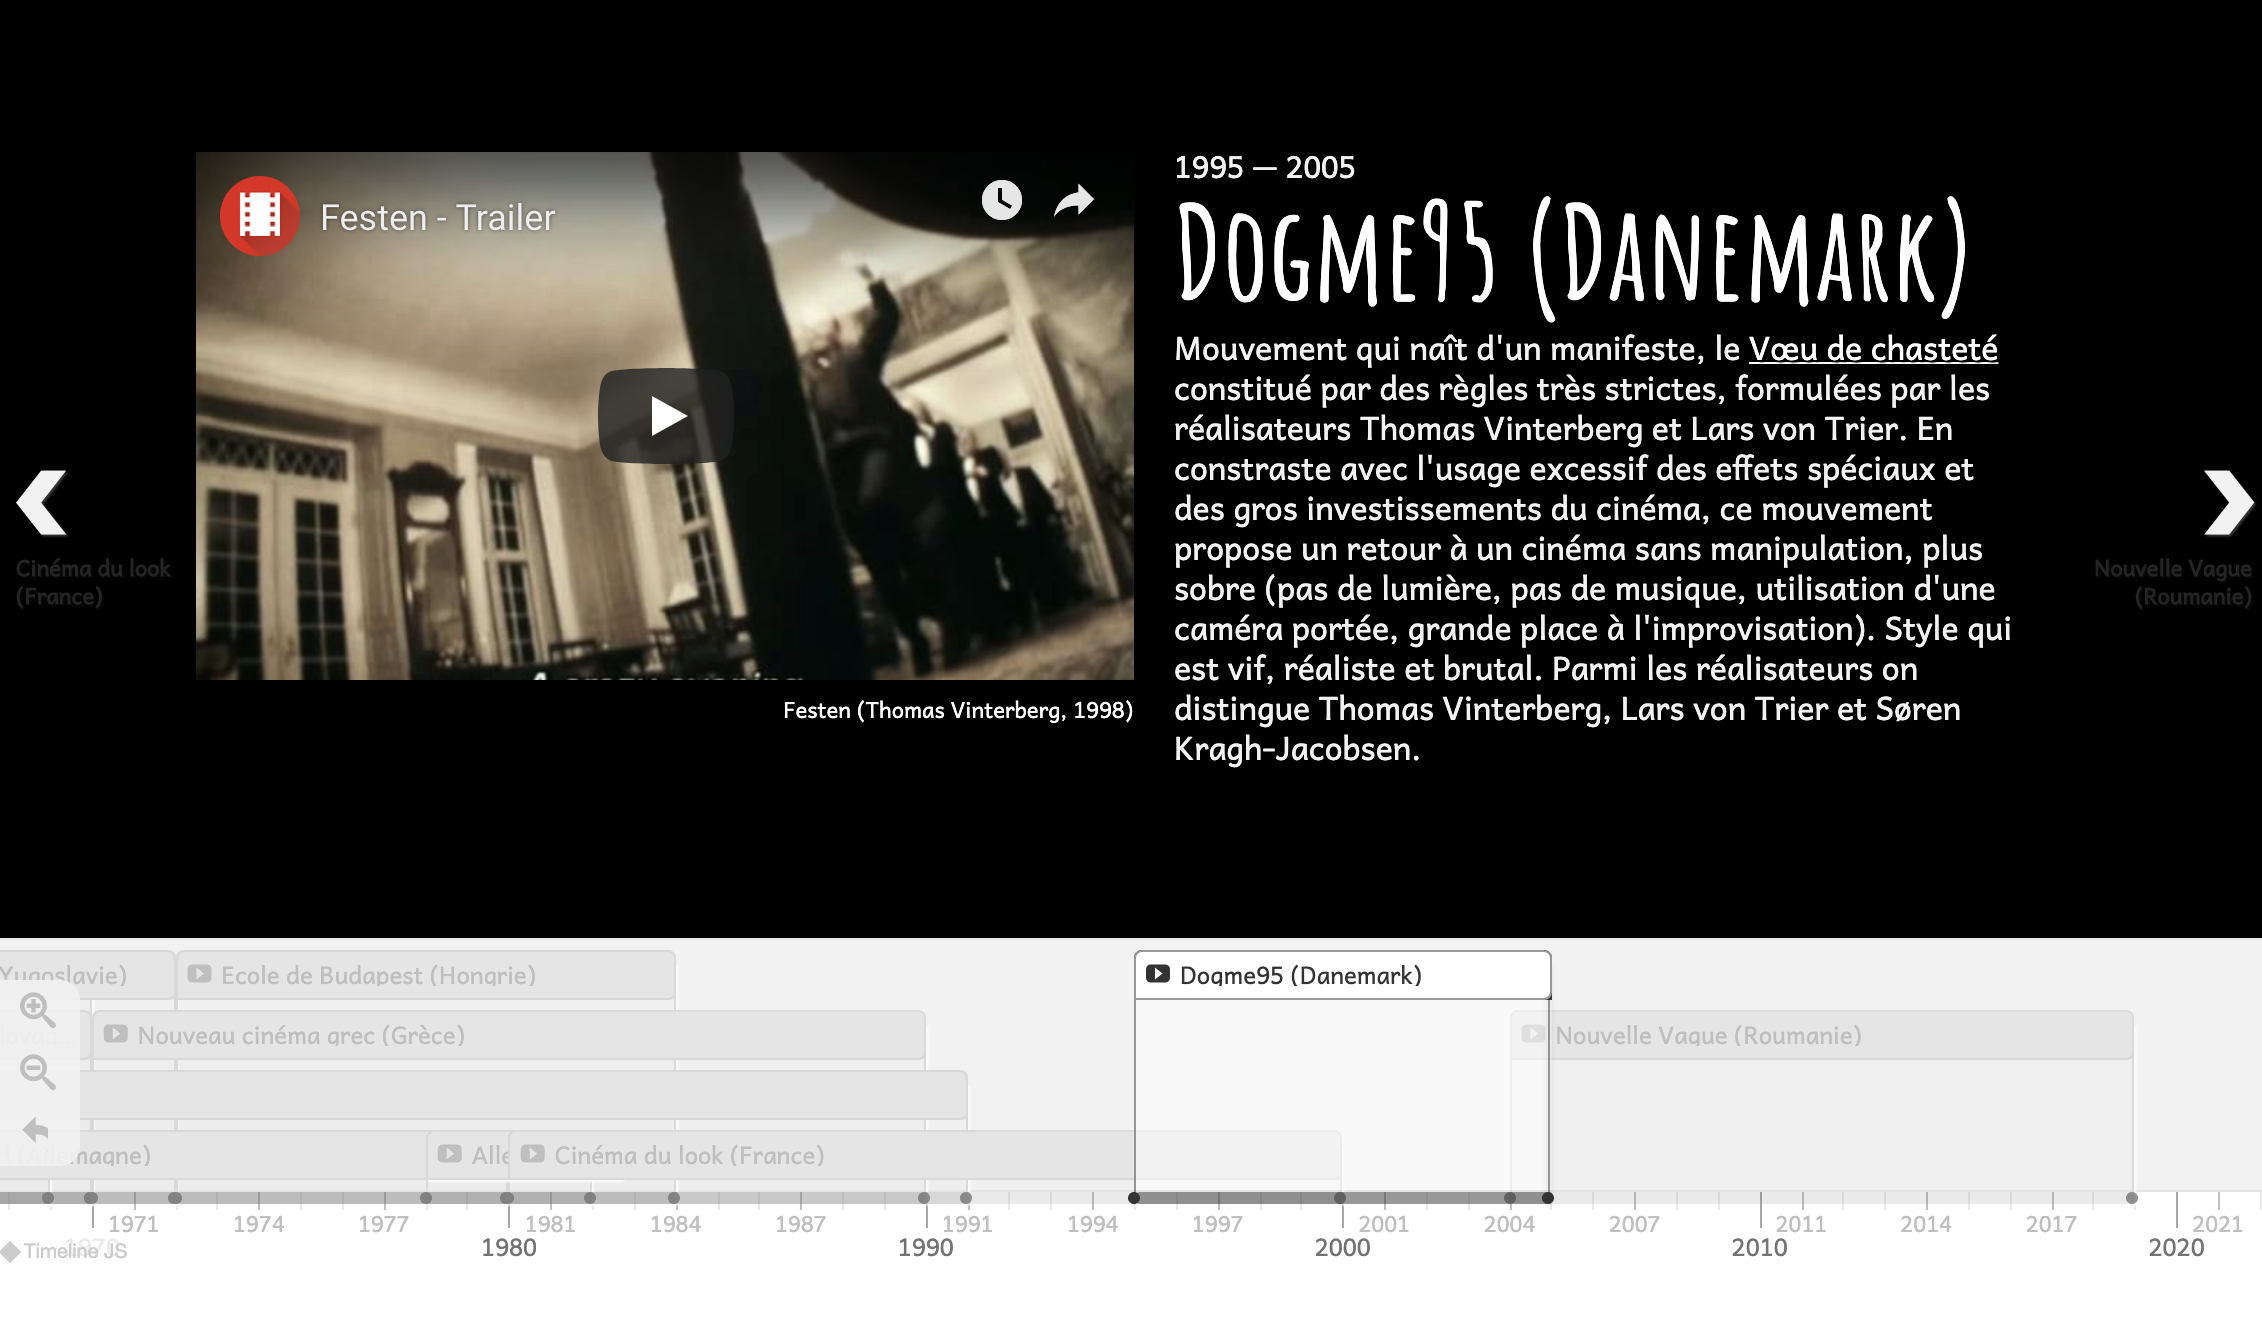 Festen - Trailer
Festen (Thomas Vinterberg, 1998)
1995 — 2005
Dogme95 (Danemark)
Mouvement qui naît d'un manifeste, le Vœu de chasteté
constitué par des règles très strictes, formulées par les
réalisateurs Thomas Vinterberg et Lars von Trier. En
constraste avec l'usage excessif des effets spéciaux et
des gros investissements du cinéma, ce mouvement
propose un retour à un cinéma sans manipulation, plus
sobre (pas de lumière, pas de musique, utilisation d'une
caméra portée, grande place à l'improvisation). Style qui
est vif, réaliste et brutal. Parmi les réalisateurs on
distingue Thomas Vinterberg, Lars von Trier et Søren
Kragh-Jacobsen.
Cinéma du look
(France)
Nouvelle Vague
(Roumanie)
Yugoslavie)
Ecole de Budapest (Hongrie)
Dogme95 (Danemark)
Nouveau cinéma grec (Grèce)
Nouvelle Vague (Roumanie)
(Allemagne)
Alle
Cinéma du look (France)
1971 1974 1977 1981 1984 1987 1991 1994 1997 2001 2004 2007 2011 2014 2017 2021
1970 1980 1990 2000 2010 2020
Timeline JS